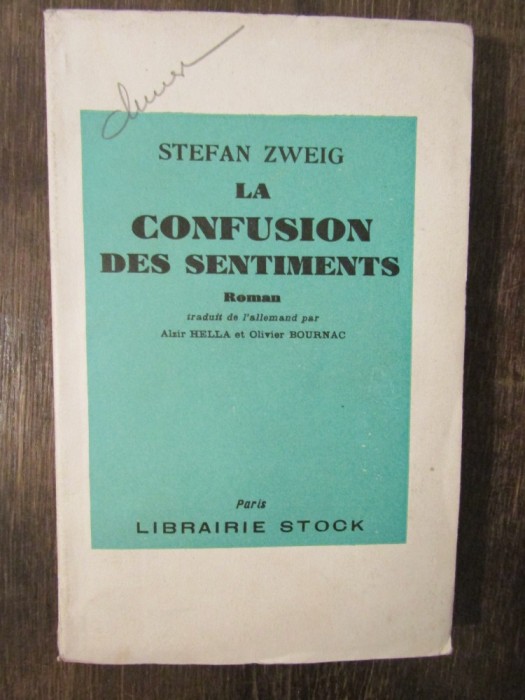 STEFAN ZWEIG
LA
CONFUSION
DES SENTIMENTS
Roman
traduit de l'allemand par
Alzir HELLA et Olivier BOURNAC
Paris
LIBRAIRIE STOCK